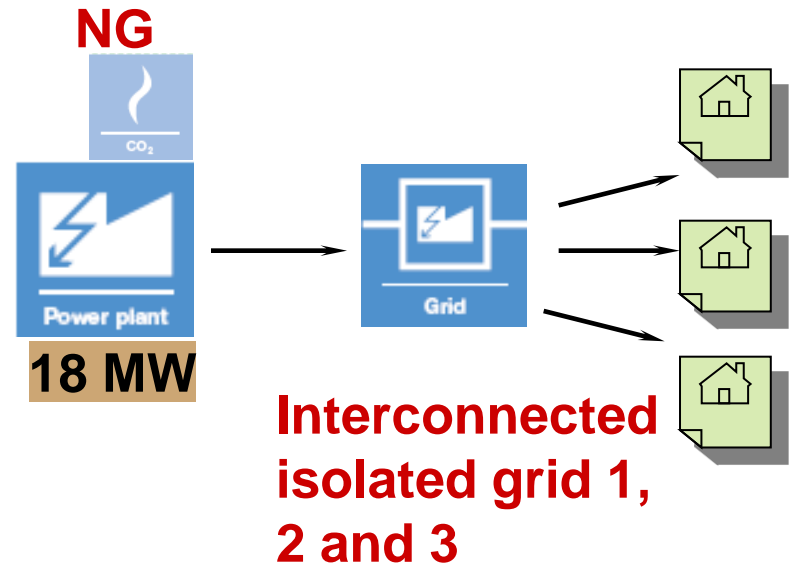 NG
CO₂
Power plant
18 MW
Grid
Interconnected
isolated grid 1,
2 and 3